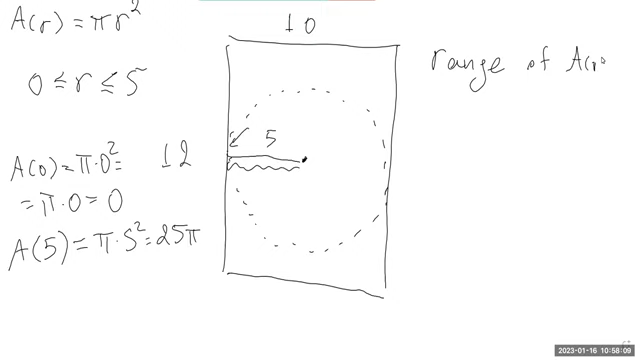 A(r) = πr²
0 ≤ r ≤ 5
A(0) = π·0² =
= π·0 = 0
A(5) = π·5² = 25π
10
12
5
range of A(r)
2023-01-16 10:58:09